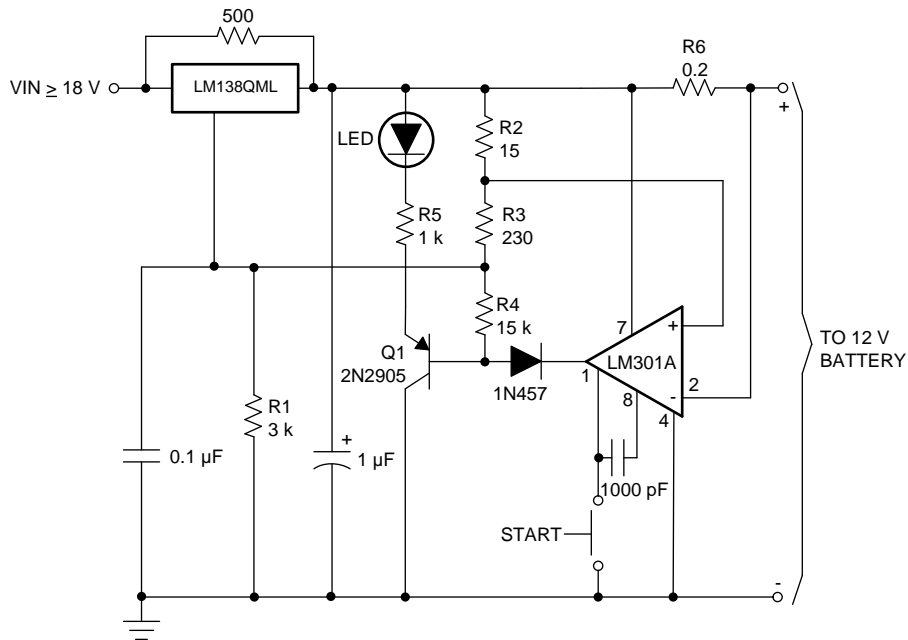 500
VIN ≥ 18 V
LM138QML
R6
0.2
+
LED
R2
15
R5
1 k
R3
230
R4
15 k
Q1
2N2905
1N457
7
+
LM301A
1
8
2
-
4
TO 12 V
BATTERY
R1
3 k
0.1 µF
+
1 µF
1000 pF
START
-